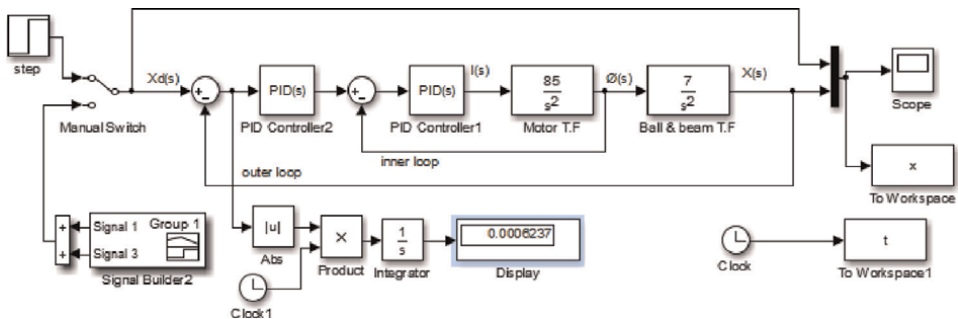 step
Manual Switch
Xd(s)
+
-
PID(s)
PID Controller2
+
-
PID(s)
PID Controller1
I(s)
85
s²
Motor T.F
Ø(s)
7
s²
Ball & beam T.F
X(s)
Scope
inner loop
outer loop
x
To Workspace
+
+
Signal 1
Group 1
Signal 3
Signal Builder2
|u|
Abs
×
Product
Clock1
1
s
Integrator
0.0006237
Display
Clock
t
To Workspace1